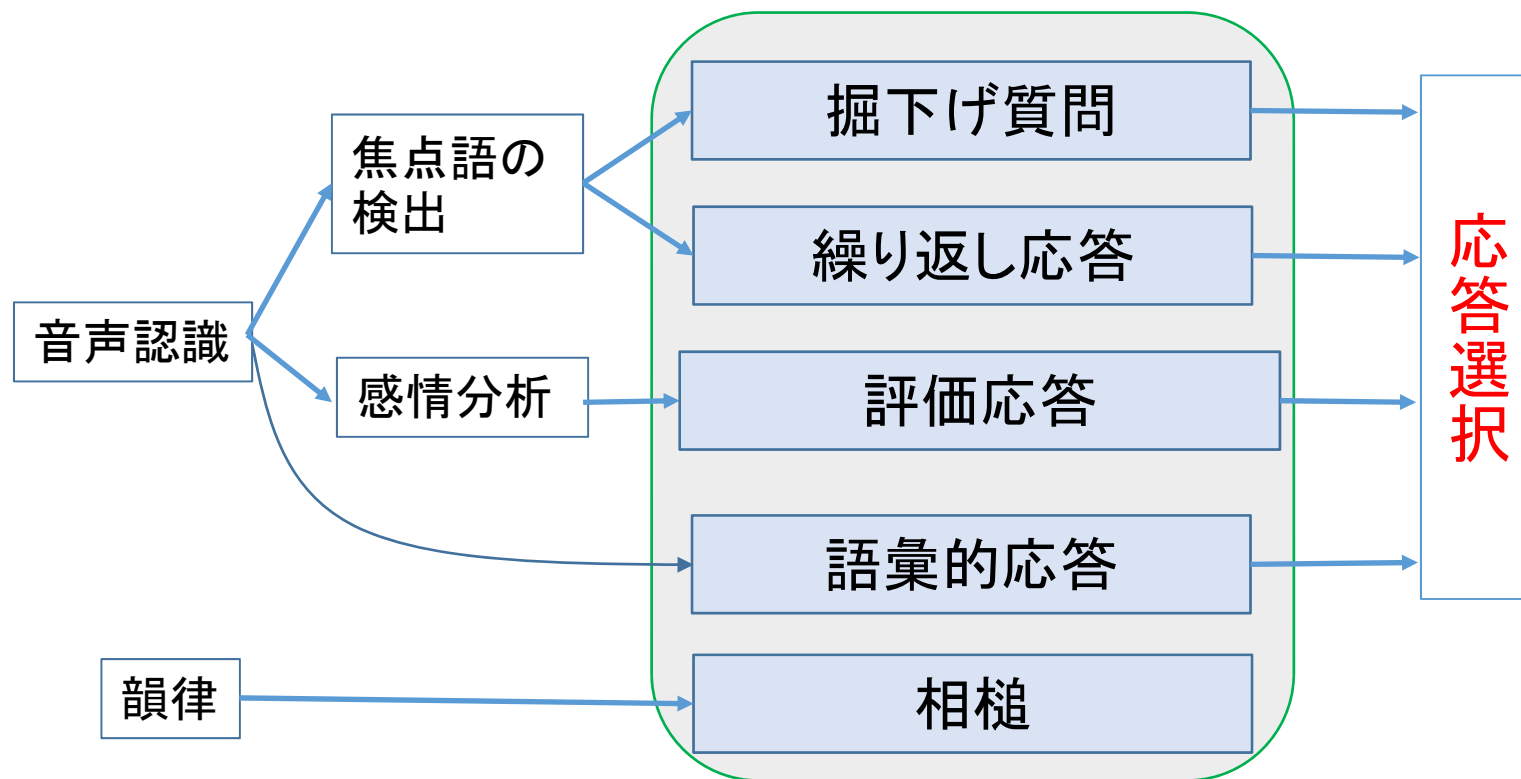 掘下げ質問
焦点語の
検出
繰り返し応答
音声認識
感情分析
評価応答
語彙的応答
韻律
相槌
応答選択